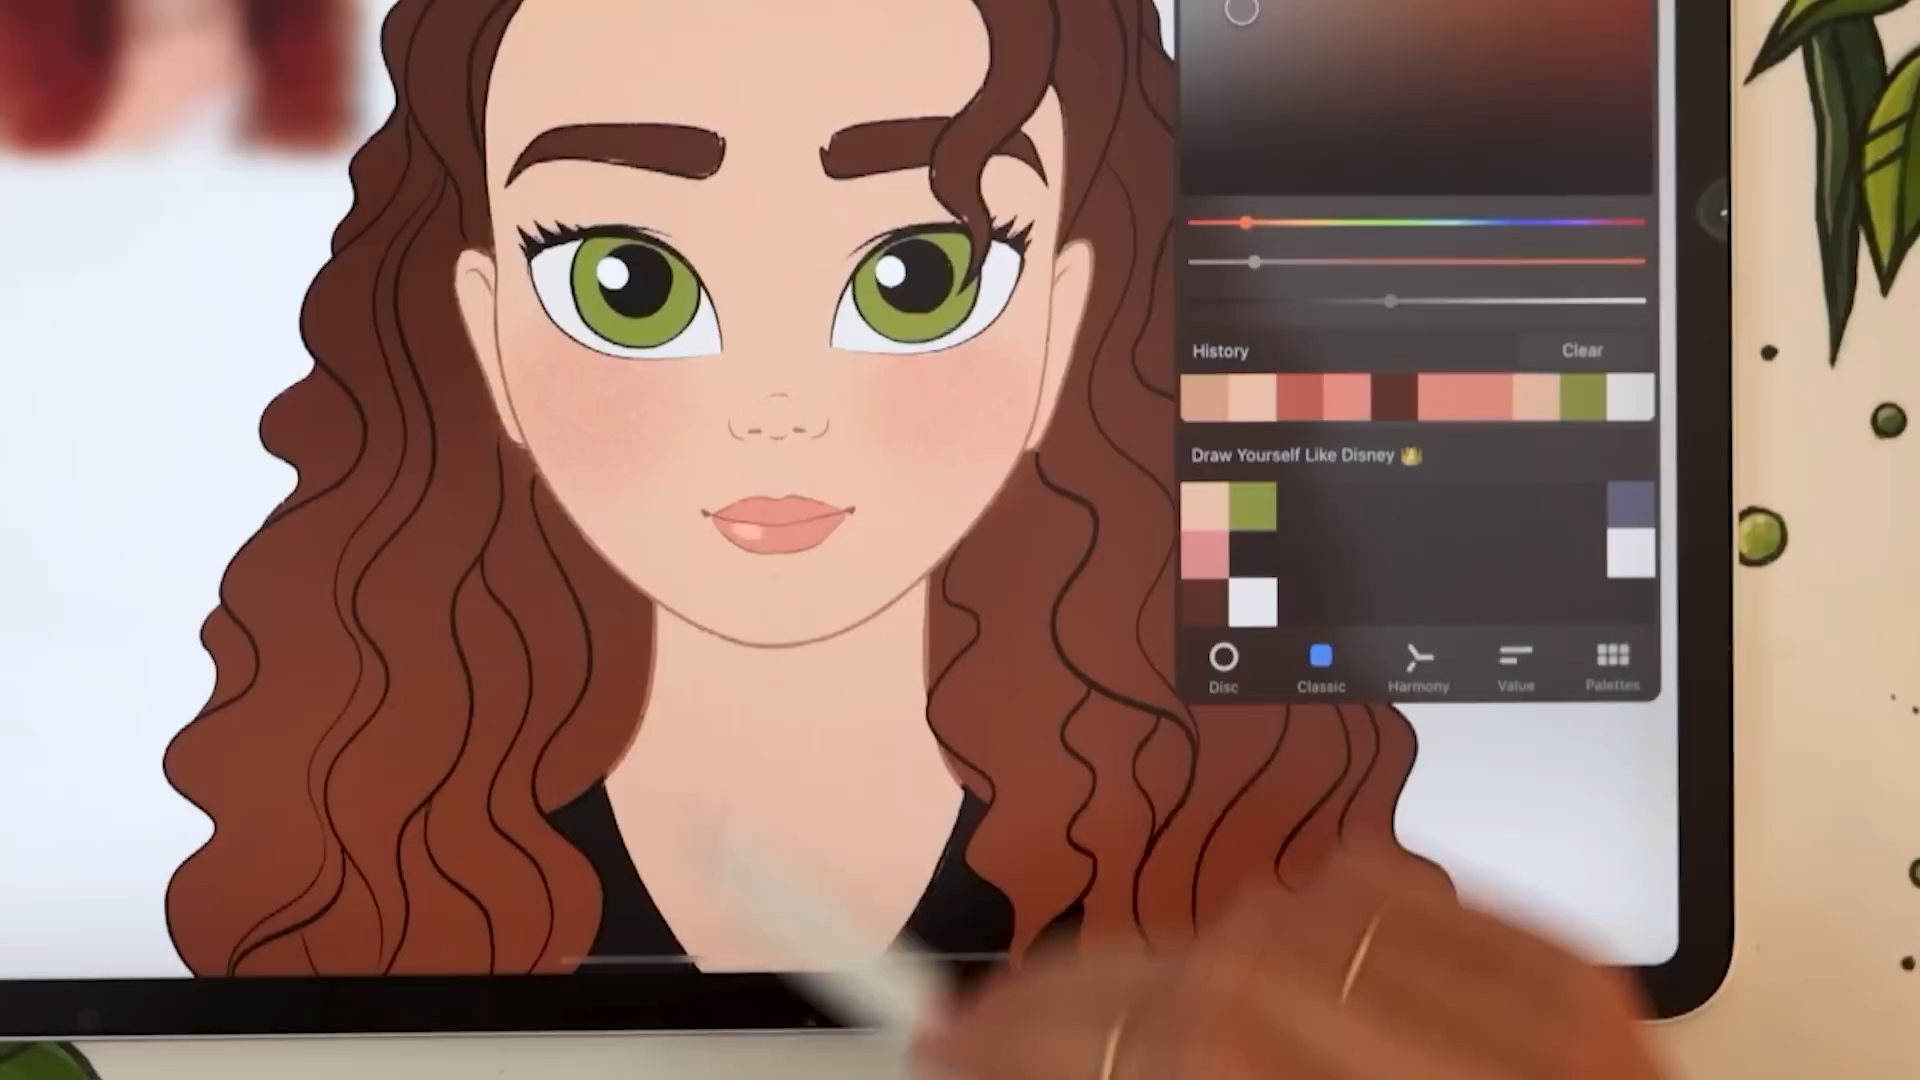 History Clear
Draw Yourself Like Disney 👑
Disc Classic Harmony Value Palettes